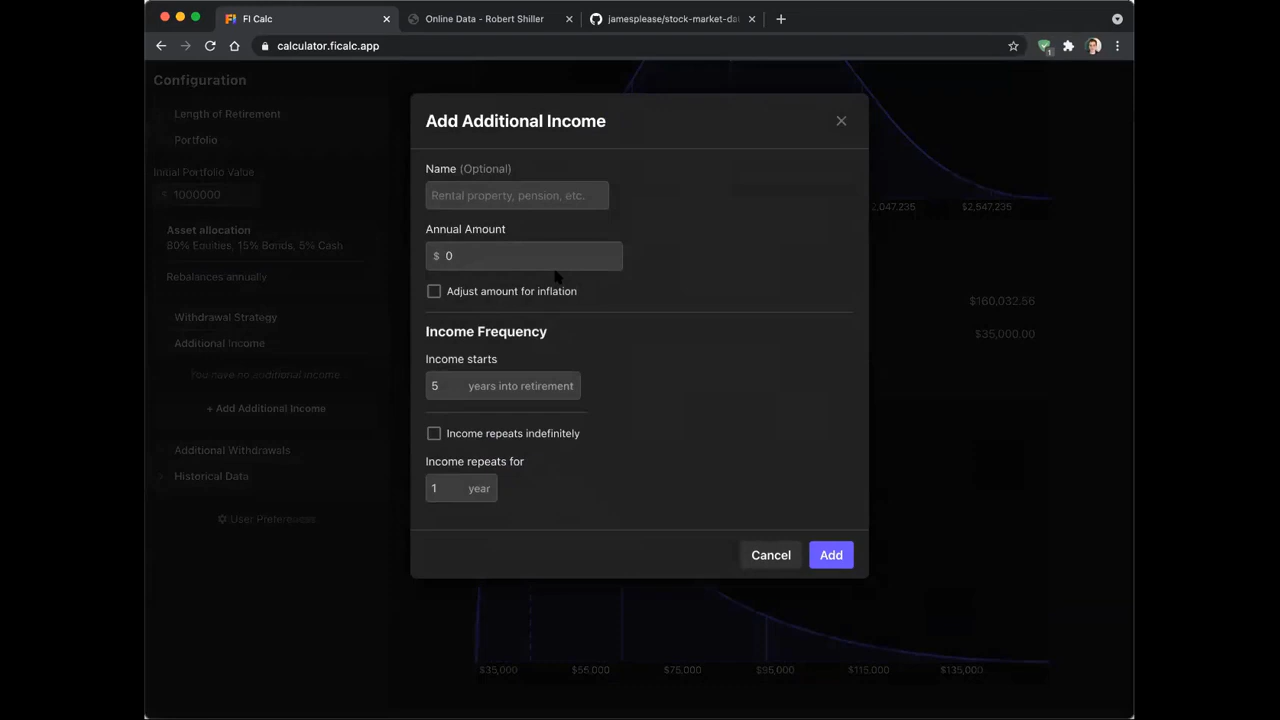 FI Calc
Online Data - Robert Shiller
jamesplease/stock-market-da
calculator.ficalc.app
1
Configuration
Length of Retirement
Portfolio
Initial Portfolio Value
$ 1000000
Asset allocation
80% Equities, 15% Bonds, 5% Cash
Rebalances annually
Withdrawal Strategy
Additional Income
You have no additional income
+ Add Additional Income
Additional Withdrawals
Historical Data
User Preferences
Add Additional Income
Name (Optional)
Rental property, pension, etc.
Annual Amount
$ 0
Adjust amount for inflation
Income Frequency
Income starts
5 years into retirement
Income repeats indefinitely
Income repeats for
1 year
Cancel
Add
2,047,235
$2,547,235
$160,032.56
$35,000.00
$35,000
$55,000
$75,000
$95,000
$115,000
$135,000